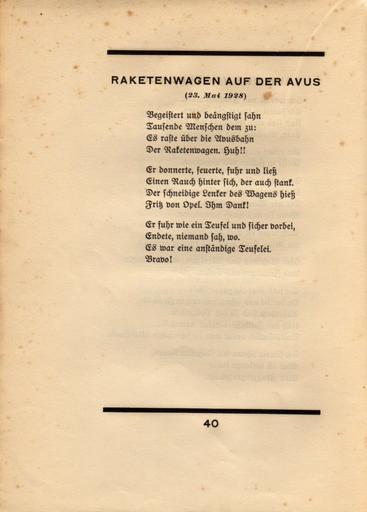 RAKETENWAGEN AUF DER AVUS
(23. Mai 1928)
Begeistert und beängstigt sahn
Tausende Menschen dem zu:
Es raste über die Avusbahn
Der Raketenwagen. Huh!!
Er donnerte, feuerte, fuhr und ließ
Einen Rauch hinter sich, der auch stank.
Der schneidige Lenker des Wagens hieß
Fritz von Opel. Ihm Dank!
Er fuhr wie ein Teufel und sicher vorbei,
Endete, niemand sah, wo.
Es war eine anständige Teufelei.
Bravo!
40